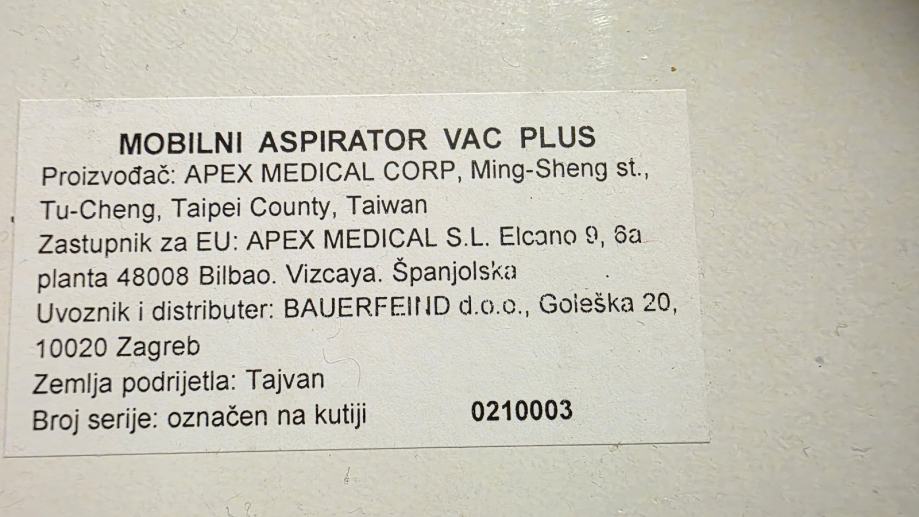 MOBILNI ASPIRATOR VAC PLUS
Proizvođač: APEX MEDICAL CORP, Ming-Sheng st.,
Tu-Cheng, Taipei County, Taiwan
Zastupnik za EU: APEX MEDICAL S.L. Elcano 9, 6a
planta 48008 Bilbao. Vizcaya. Španjolska
Uvoznik i distributer: BAUERFEIND d.o.o., Goleška 20,
10020 Zagreb
Zemlja podrijetla: Tajvan
Broj serije: označen na kutiji 0210003